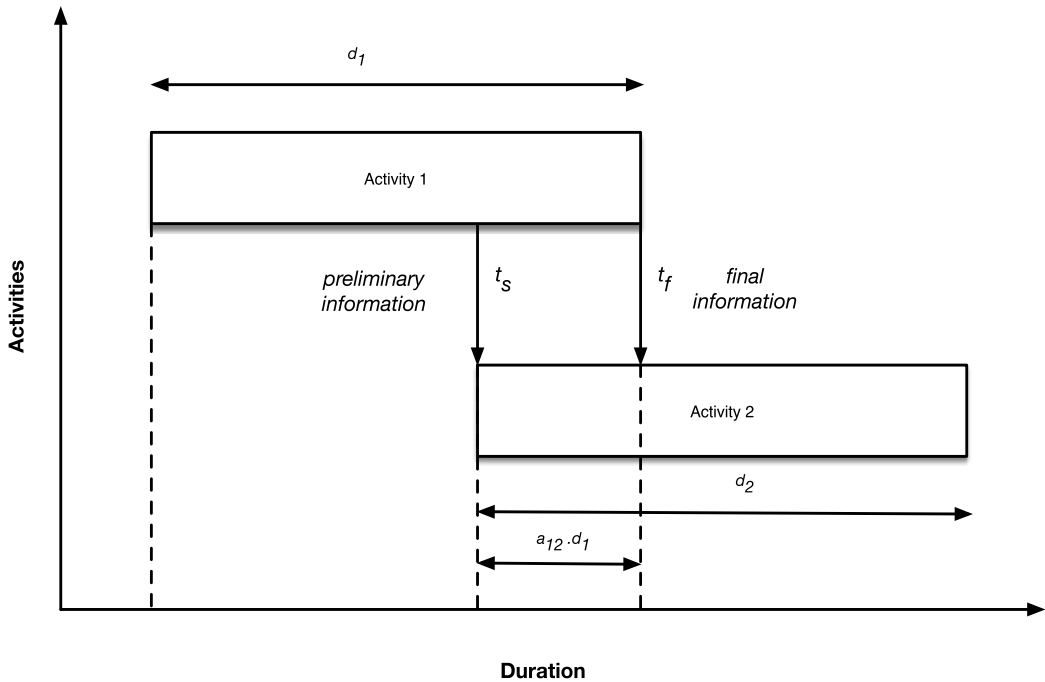 d1
Activity 1
preliminary
information
ts
tf
final
information
Activities
Activity 2
d2
a12 .d1
Duration